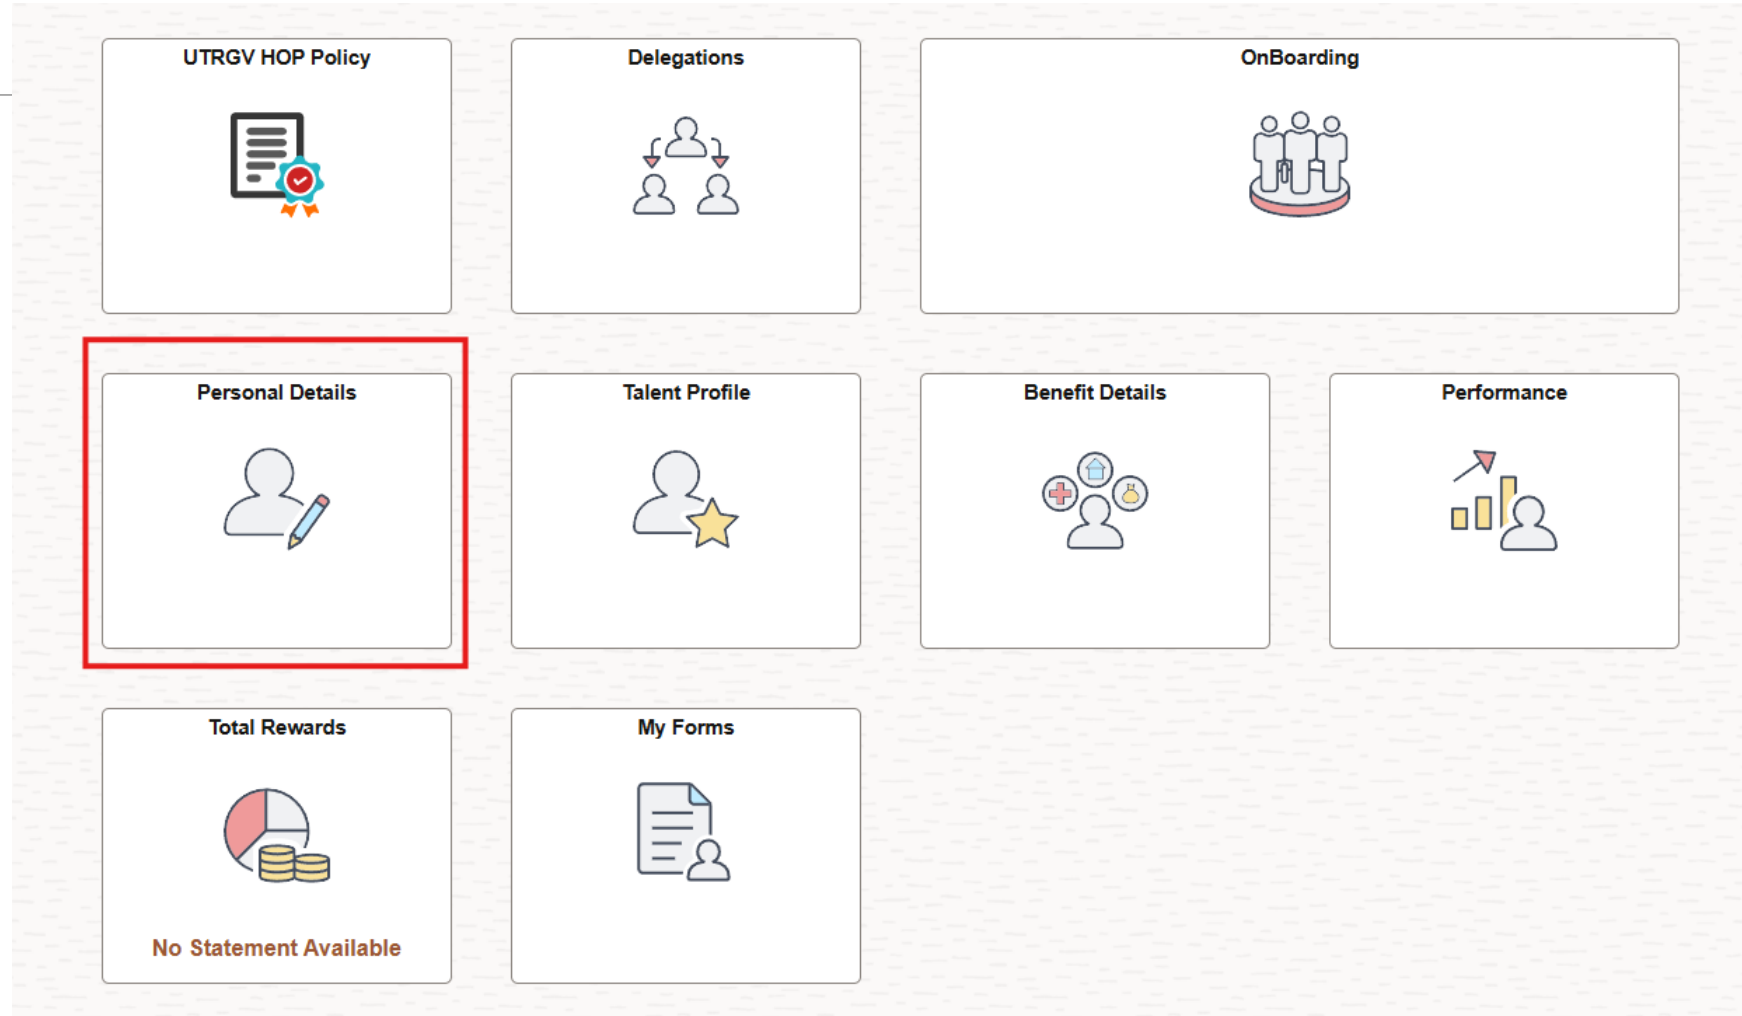 UTRGV HOP Policy
Delegations
OnBoarding
Personal Details
Talent Profile
Benefit Details
Performance
Total Rewards
My Forms
No Statement Available